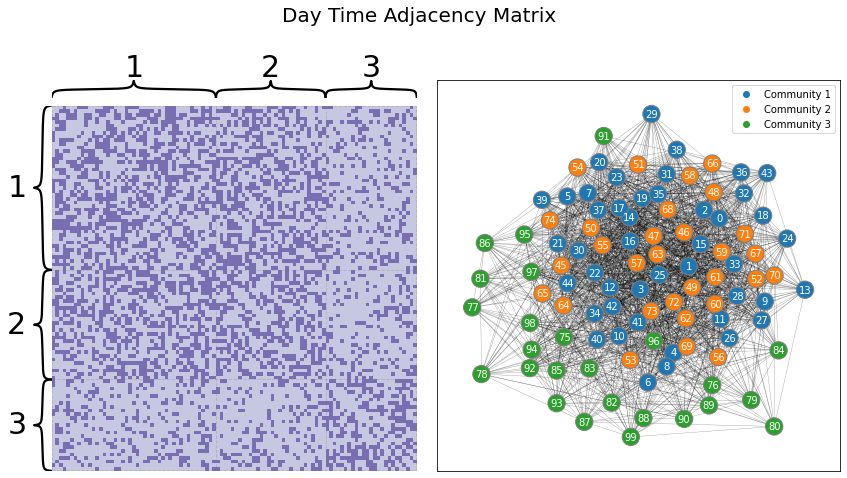 Day Time Adjacency Matrix
1 2 3
1
2
3
Community 1
Community 2
Community 3
29
91
38
20 51 66
54
23 31 58 36 43
39 5 7 19 35 48 32
37 17 68 2
74 14 0 18
50 47 46 71 24
95
86 21 55 16 15
30 63 59 67
45 57 1 33
97 22 25 61 52 70
81 44
65 12 3 49 28 13
77 64 42 73 72 60 9
98 34 41 62 11 27
75 40 10 96 26
94 69 84
92 85 83 53 4 56
78 8
6 76
93 82 89 79
87 88 90
99 80